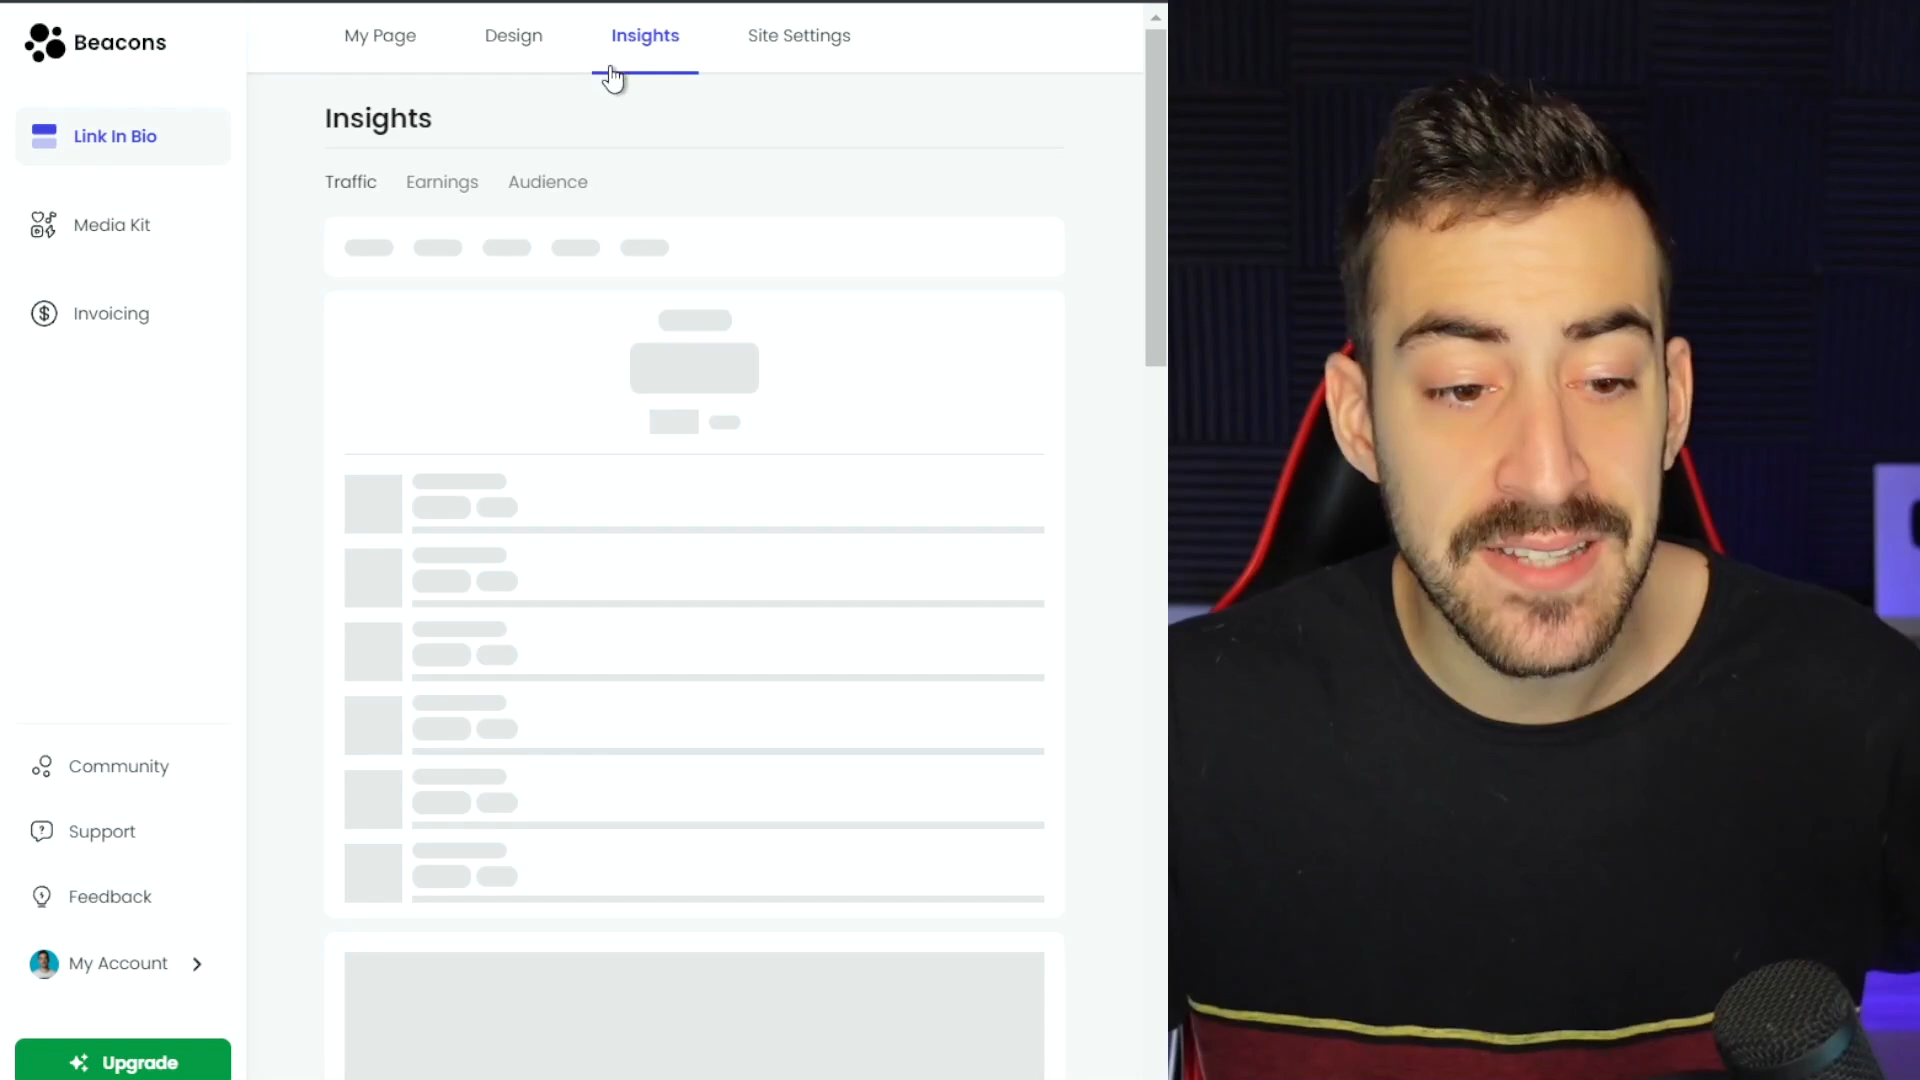 Beacons
My Page
Design
Insights
Site Settings
Link In Bio
Media Kit
Invoicing
Insights
Traffic
Earnings
Audience
Community
Support
Feedback
My Account
Upgrade